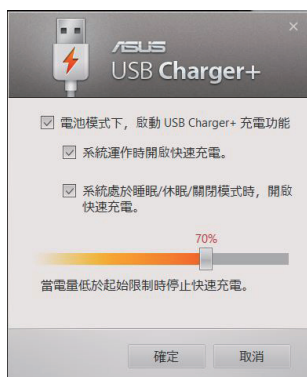 ASUS
USB Charger+
電池模式下，啟動 USB Charger+ 充電功能
系統運作時開啟快速充電。
系統處於睡眠/休眠/關閉模式時，開啟
快速充電。
70%
當電量低於起始限制時停止快速充電。
確定
取消